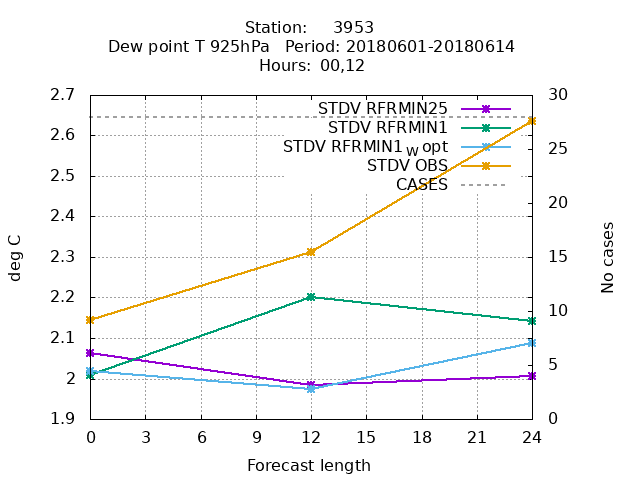 Station: 3953
Dew point T 925hPa Period: 20180601-20180614
Hours: 00,12
2.7
2.6
2.5
2.4
2.3
2.2
2.1
2
1.9
deg C
STDV RFRMIN25
STDV RFRMIN1
STDV RFRMIN1 W opt
STDV OBS
CASES
30
25
20
15
10
5
0
No cases
0 3 6 9 12 15 18 21 24
Forecast length